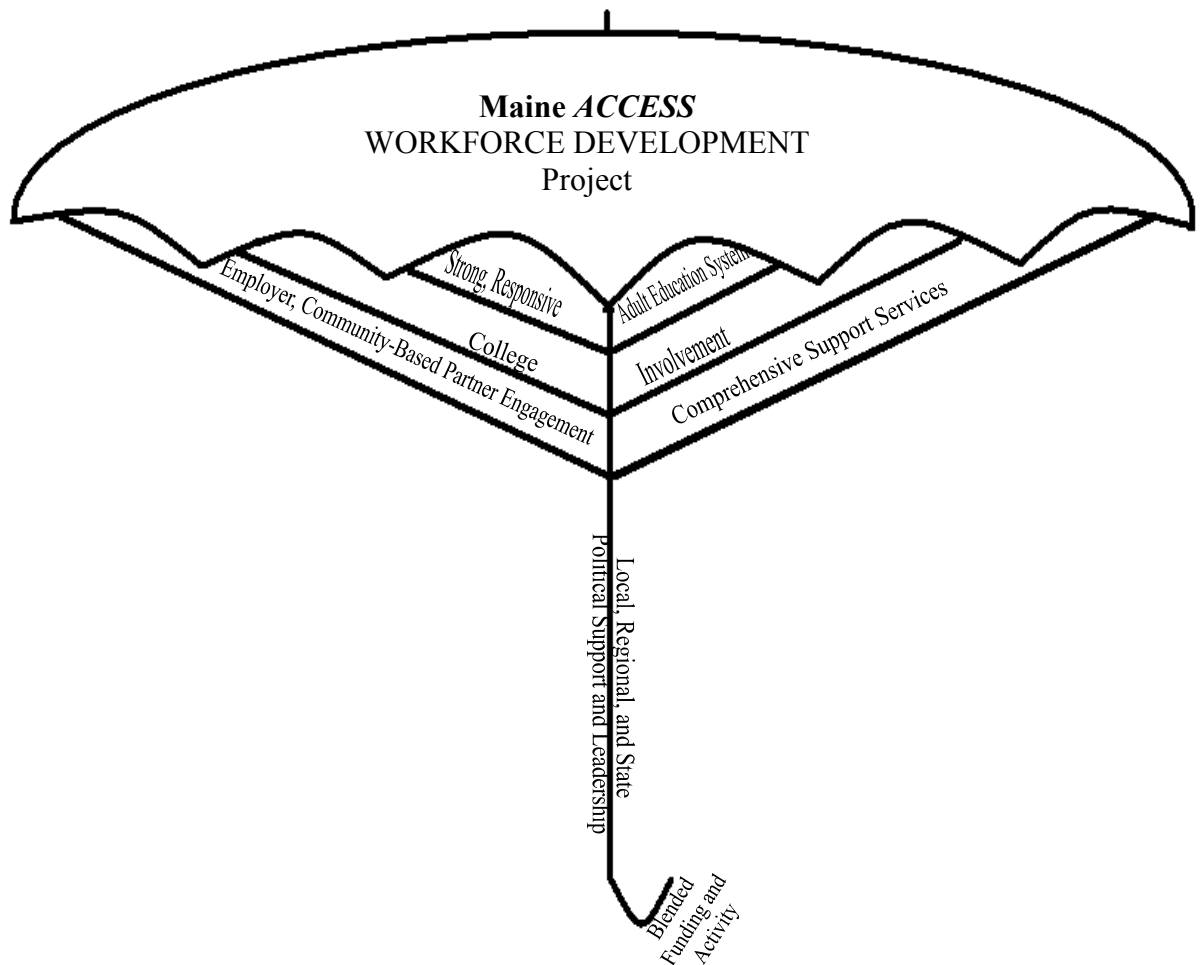 Maine ACCESS
WORKFORCE DEVELOPMENT
Project
Strong, Responsive
Adult Education System
College
Involvement
Employer, Community-Based Partner Engagement
Comprehensive Support Services
Local, Regional, and State
Political Support and Leadership
Blended
Funding and
Activity